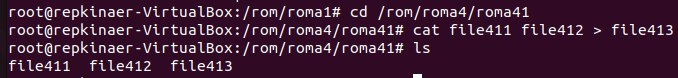 root@repkinaer-VirtualBox:/rom/roma1# cd /rom/roma4/roma41
root@repkinaer-VirtualBox:/rom/roma4/roma41# cat file411 file412 > file413
root@repkinaer-VirtualBox:/rom/roma4/roma41# ls
file411  file412  file413